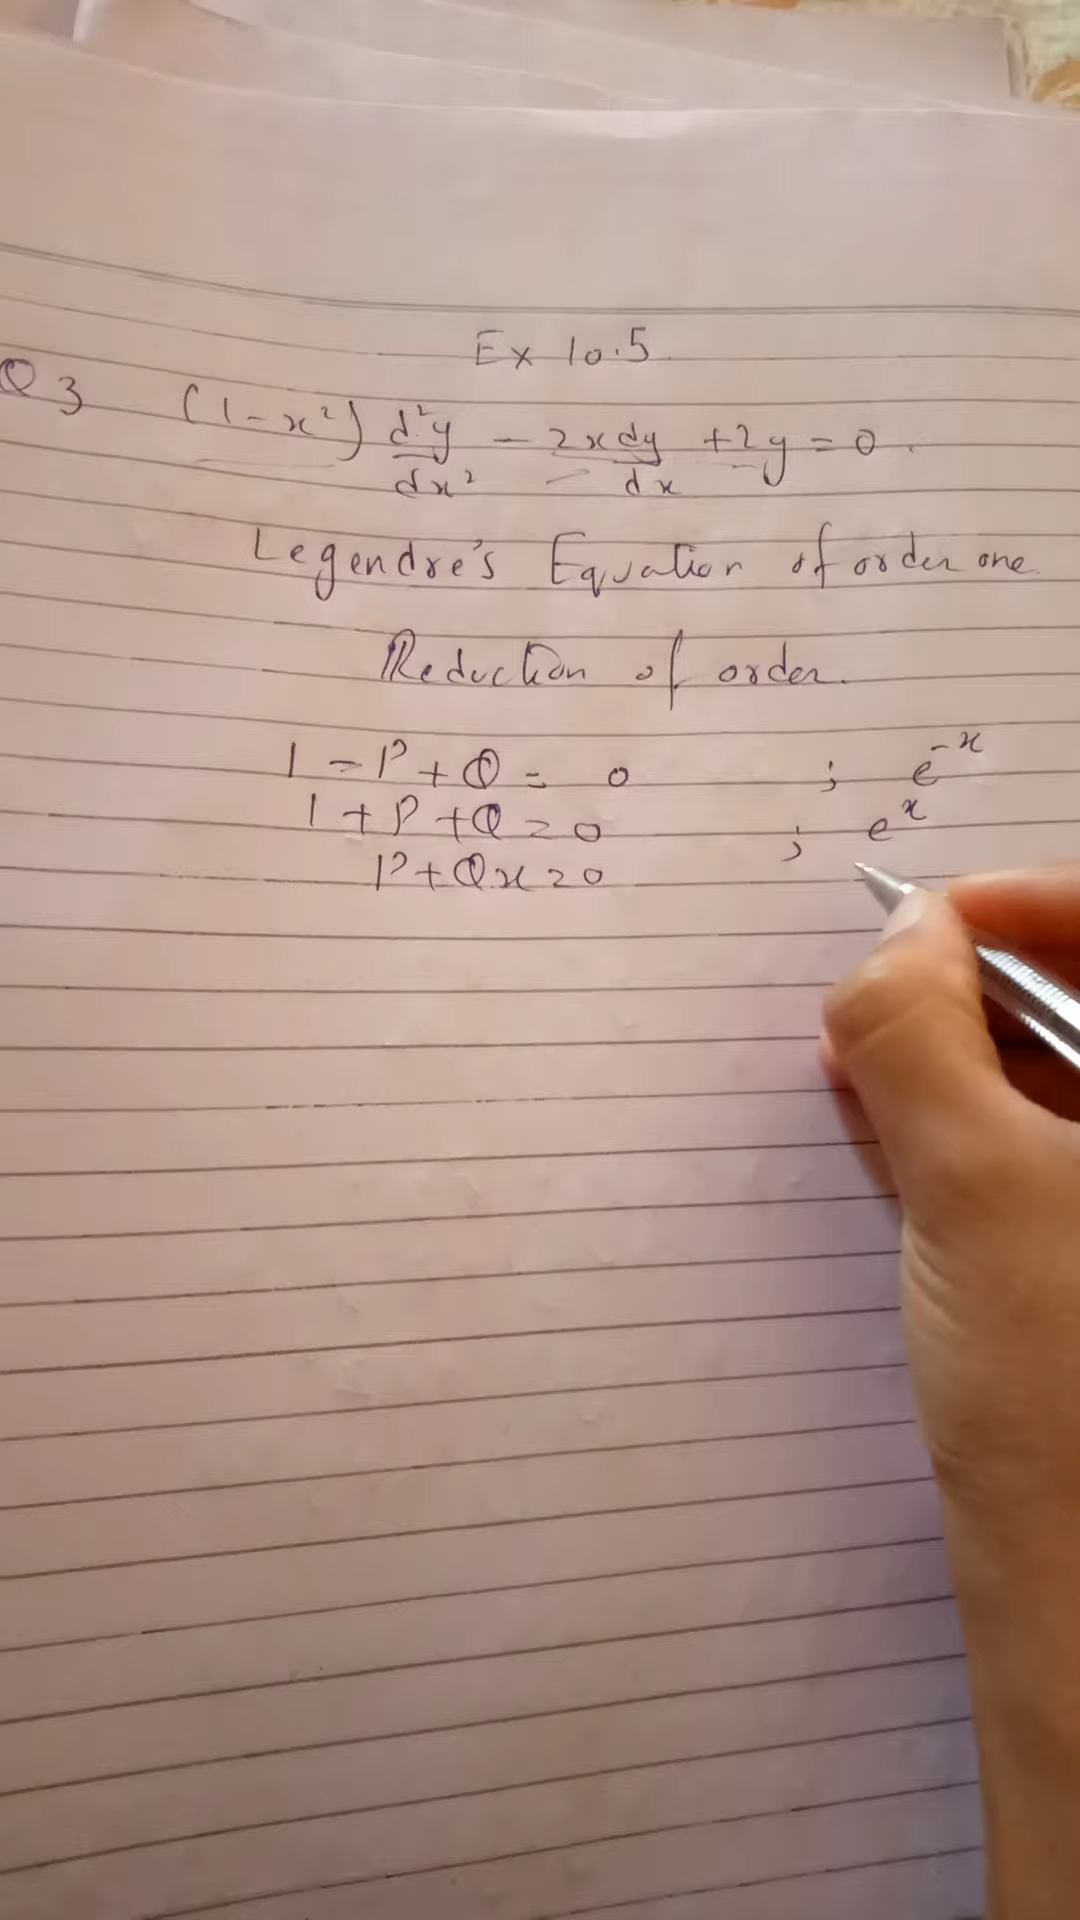 Ex 10.5
Q3 (1-x²) d²y/dx² - 2x dy/dx + 2y = 0.
Legendre's Equation of order one
Reduction of order.
1 - P + Q = 0 ; e^-x
1 + P + Q = 0 ; e^x
P + Qx = 0